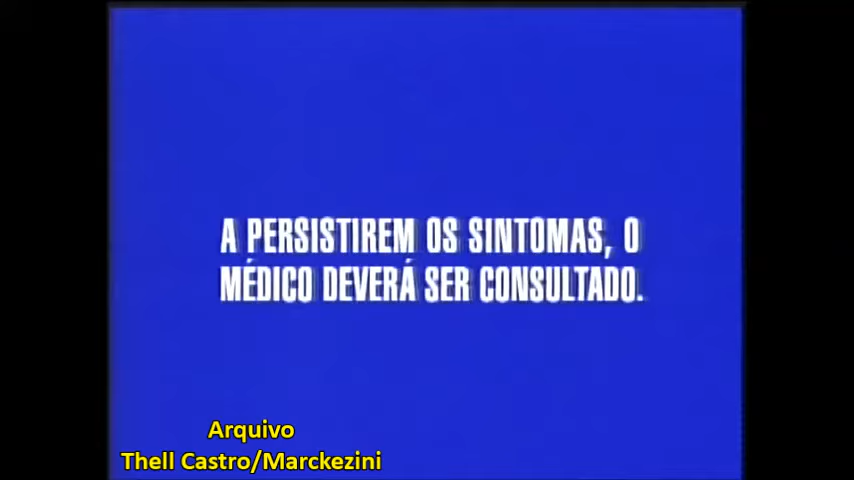 A PERSISTIREM OS SINTOMAS, O
MÉDICO DEVERÁ SER CONSULTADO.
Arquivo
Thell Castro/Marckezini